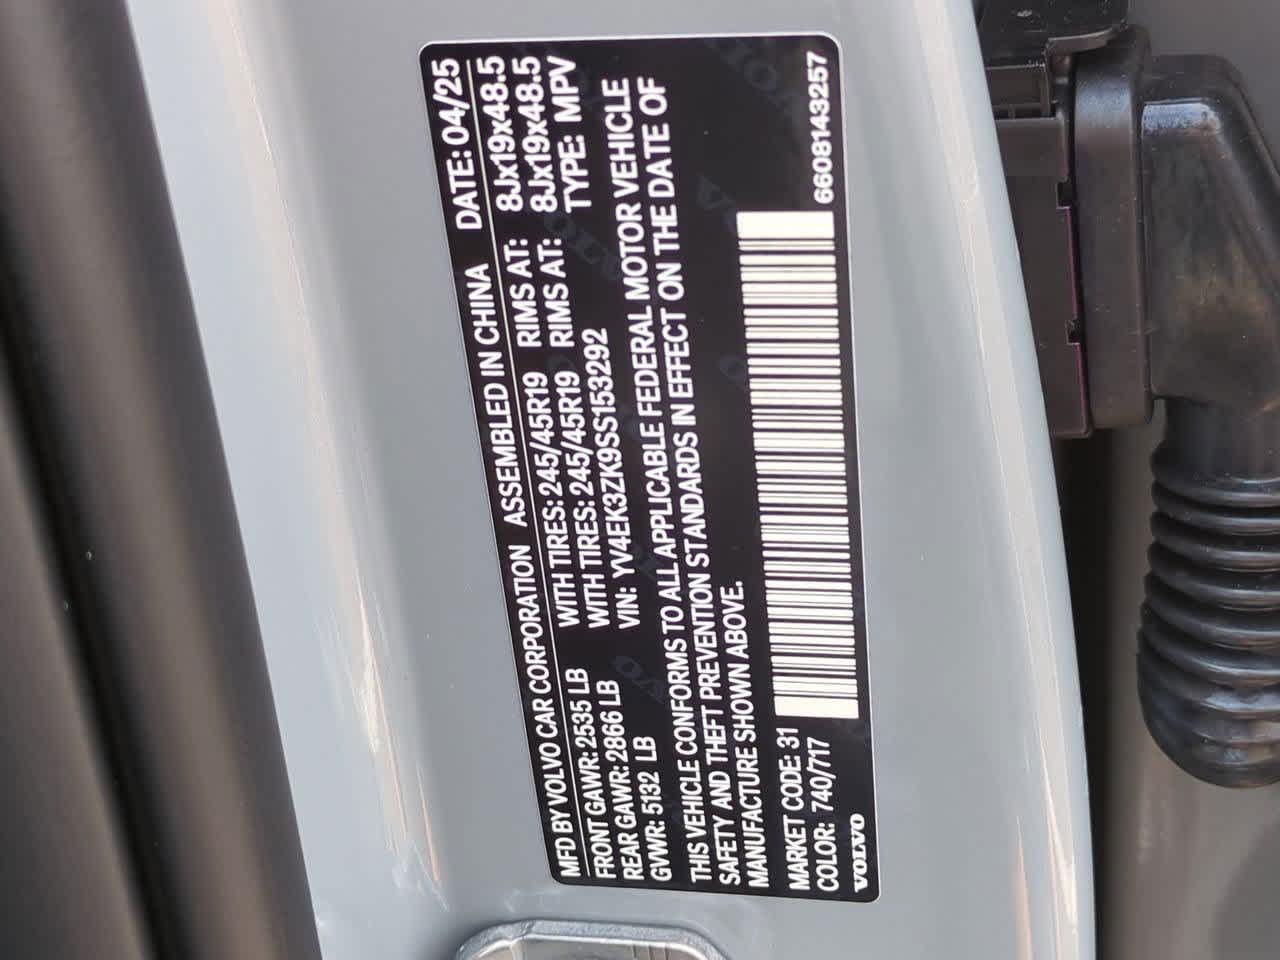 MFD BY VOLVO CAR CORPORATION ASSEMBLED IN CHINA DATE: 04/25
FRONT GAWR: 2535 LB WITH TIRES: 245/45R19 RIMS AT: 8Jx19x48.5
REAR GAWR: 2866 LB WITH TIRES: 245/45R19 RIMS AT: 8Jx19x48.5
GVWR: 5132 LB VIN: YV4EK3ZK9SS153292 TYPE: MPV
THIS VEHICLE CONFORMS TO ALL APPLICABLE FEDERAL MOTOR VEHICLE
SAFETY AND THEFT PREVENTION STANDARDS IN EFFECT ON THE DATE OF
MANUFACTURE SHOWN ABOVE.
MARKET CODE: 31
COLOR: 740/717
VOLVO
6608143257